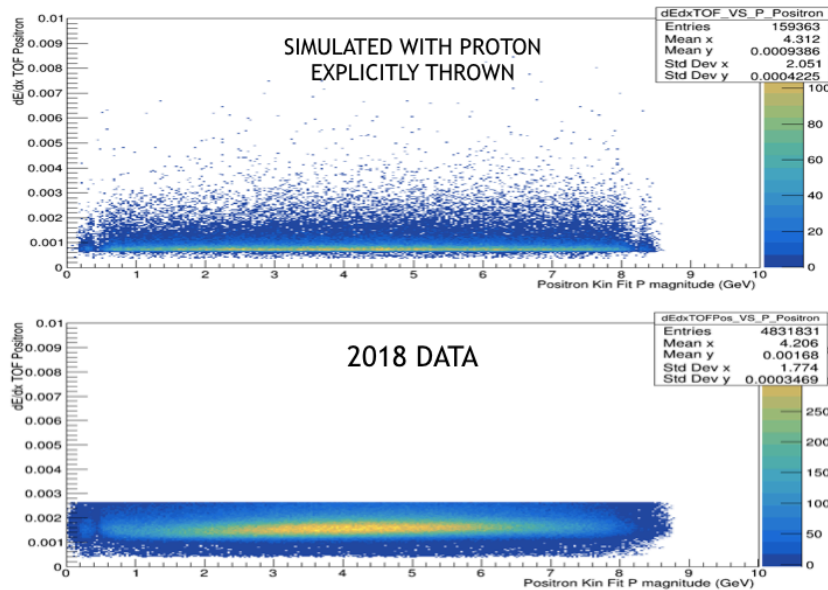 dEdxTOF_VS_P_Positron
Entries 159363
Mean x 4.312
Mean y 0.0009386
Std Dev x 2.051
Std Dev y 0.0004225
SIMULATED WITH PROTON
EXPLICITLY THROWN
dE/dx TOF Positron
0.01
0.009
0.008
0.007
0.006
0.005
0.004
0.003
0.002
0.001
0
0 1 2 3 4 5 6 7 8 9 10
Positron Kin Fit P magnitude (GeV)
100
80
60
40
20
0
dEdxTOFPos_VS_P_Positron
Entries 4831831
Mean x 4.206
Mean y 0.00168
Std Dev x 1.774
Std Dev y 0.0003469
2018 DATA
dE/dx TOF Positron
0.01
0.009
0.008
0.007
0.006
0.005
0.004
0.003
0.002
0.001
0
0 1 2 3 4 5 6 7 8 9 10
Positron Kin Fit P magnitude (GeV)
250
200
150
100
50
0